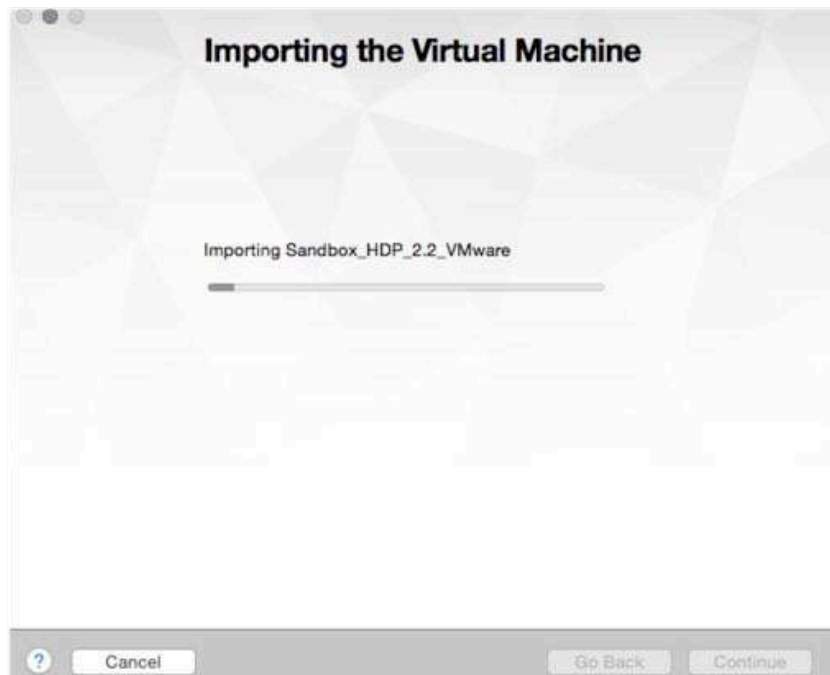 Importing the Virtual Machine
Importing Sandbox_HDP_2.2_VMware
? Cancel Go Back Continue